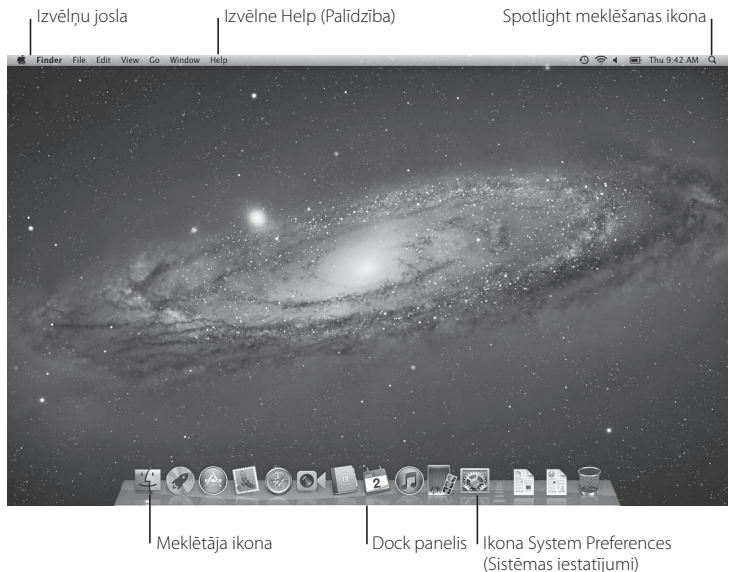 Izvēlņu josla
Izvēlne Help (Palīdzība)
Spotlight meklēšanas ikona
Finder File Edit View Go Window Help
Thu 9:42 AM
2
Meklētāja ikona
Dock panelis
Ikona System Preferences
(Sistēmas iestatījumi)